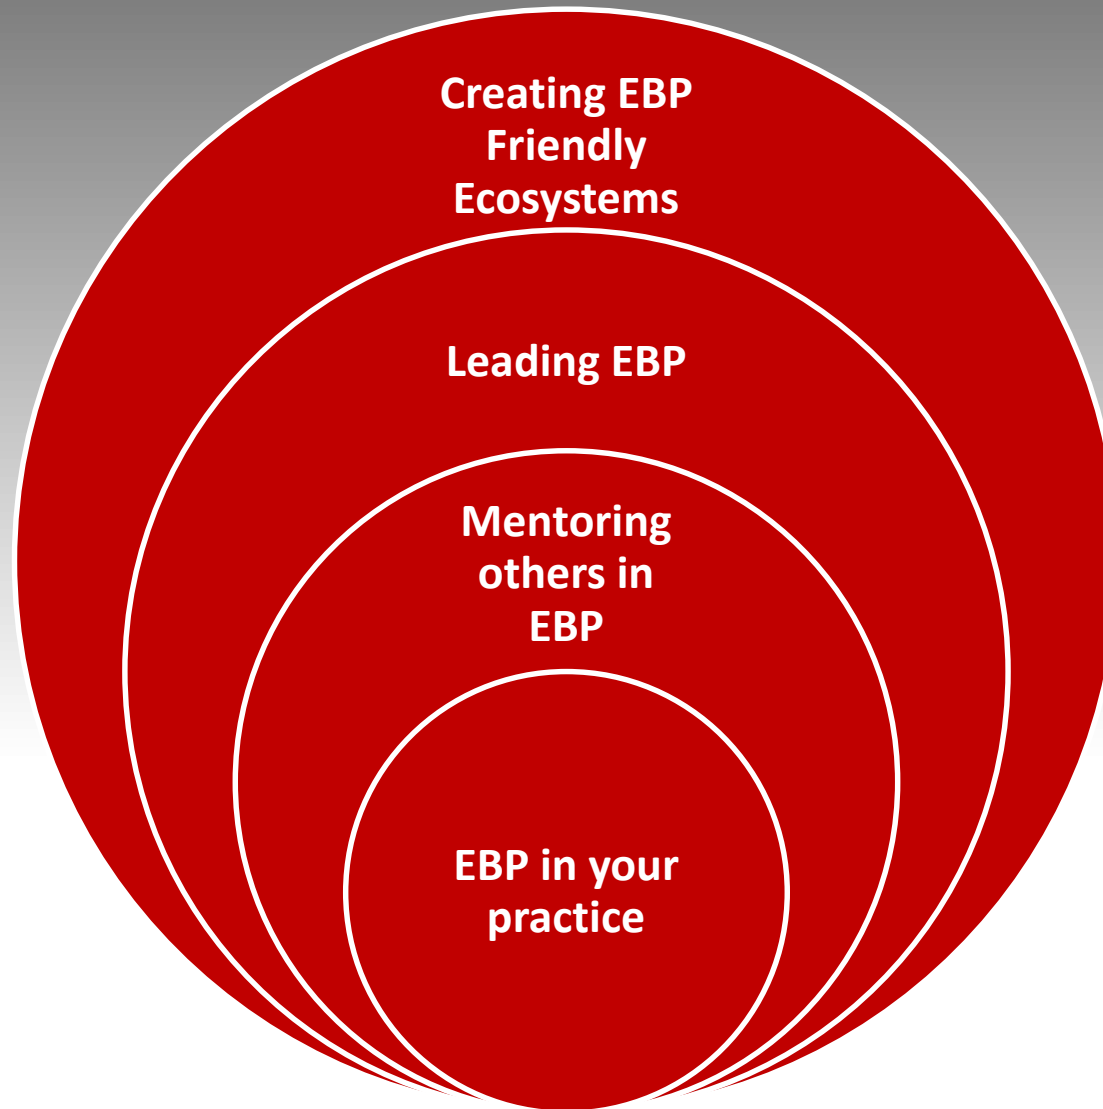 Creating EBP
Friendly
Ecosystems
Leading EBP
Mentoring
others in
EBP
EBP in your
practice